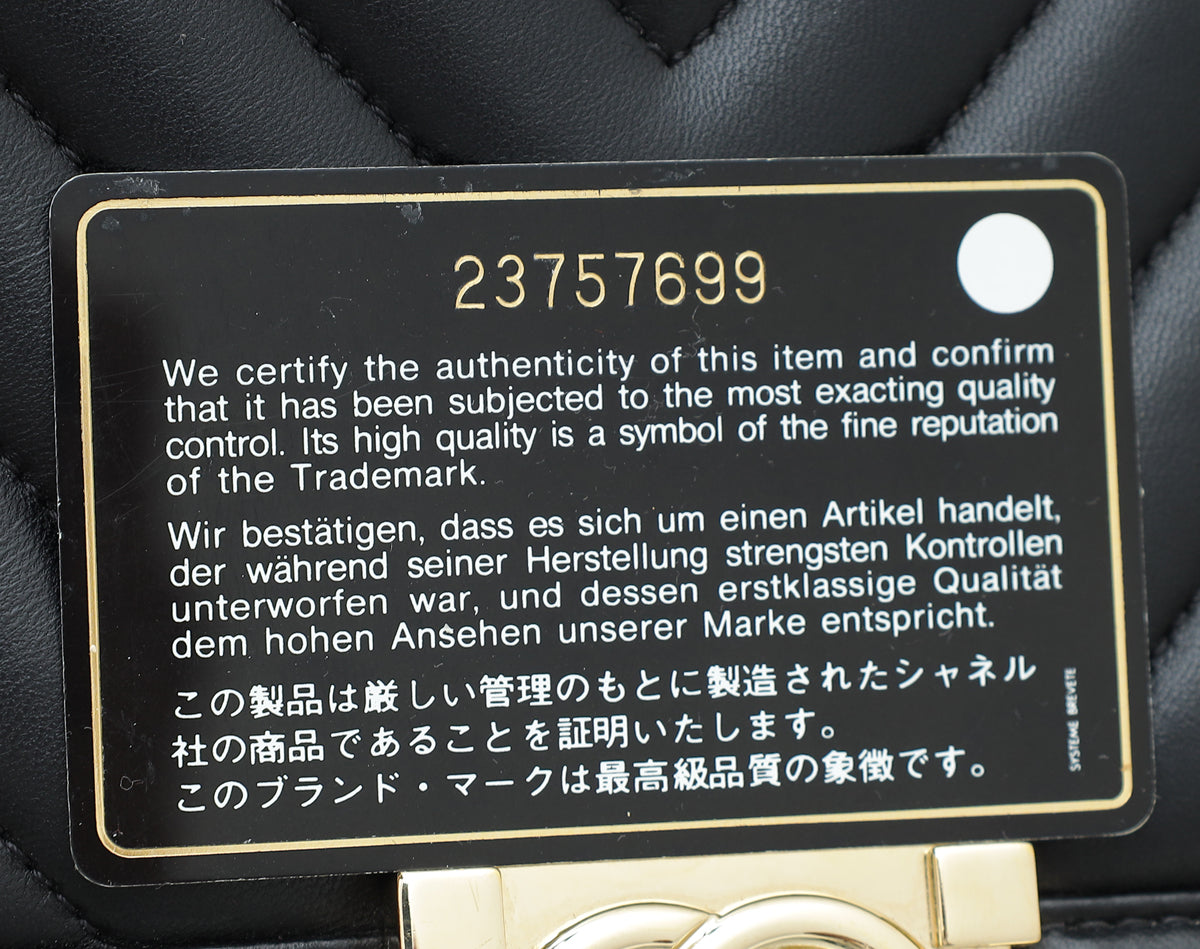 23757699
We certify the authenticity of this item and confirm
that it has been subjected to the most exacting quality
control. Its high quality is a symbol of the fine reputation
of the Trademark.
Wir bestätigen, dass es sich um einen Artikel handelt,
der während seiner Herstellung strengsten Kontrollen
unterworfen war, und dessen erstklassige Qualität
dem hohen Ansehen unserer Marke entspricht.
この製品は厳しい管理のもとに製造されたシャネル
社の商品であることを証明いたします。
このブランド・マークは最高級品質の象徴です。
SYSTEME BREVETE